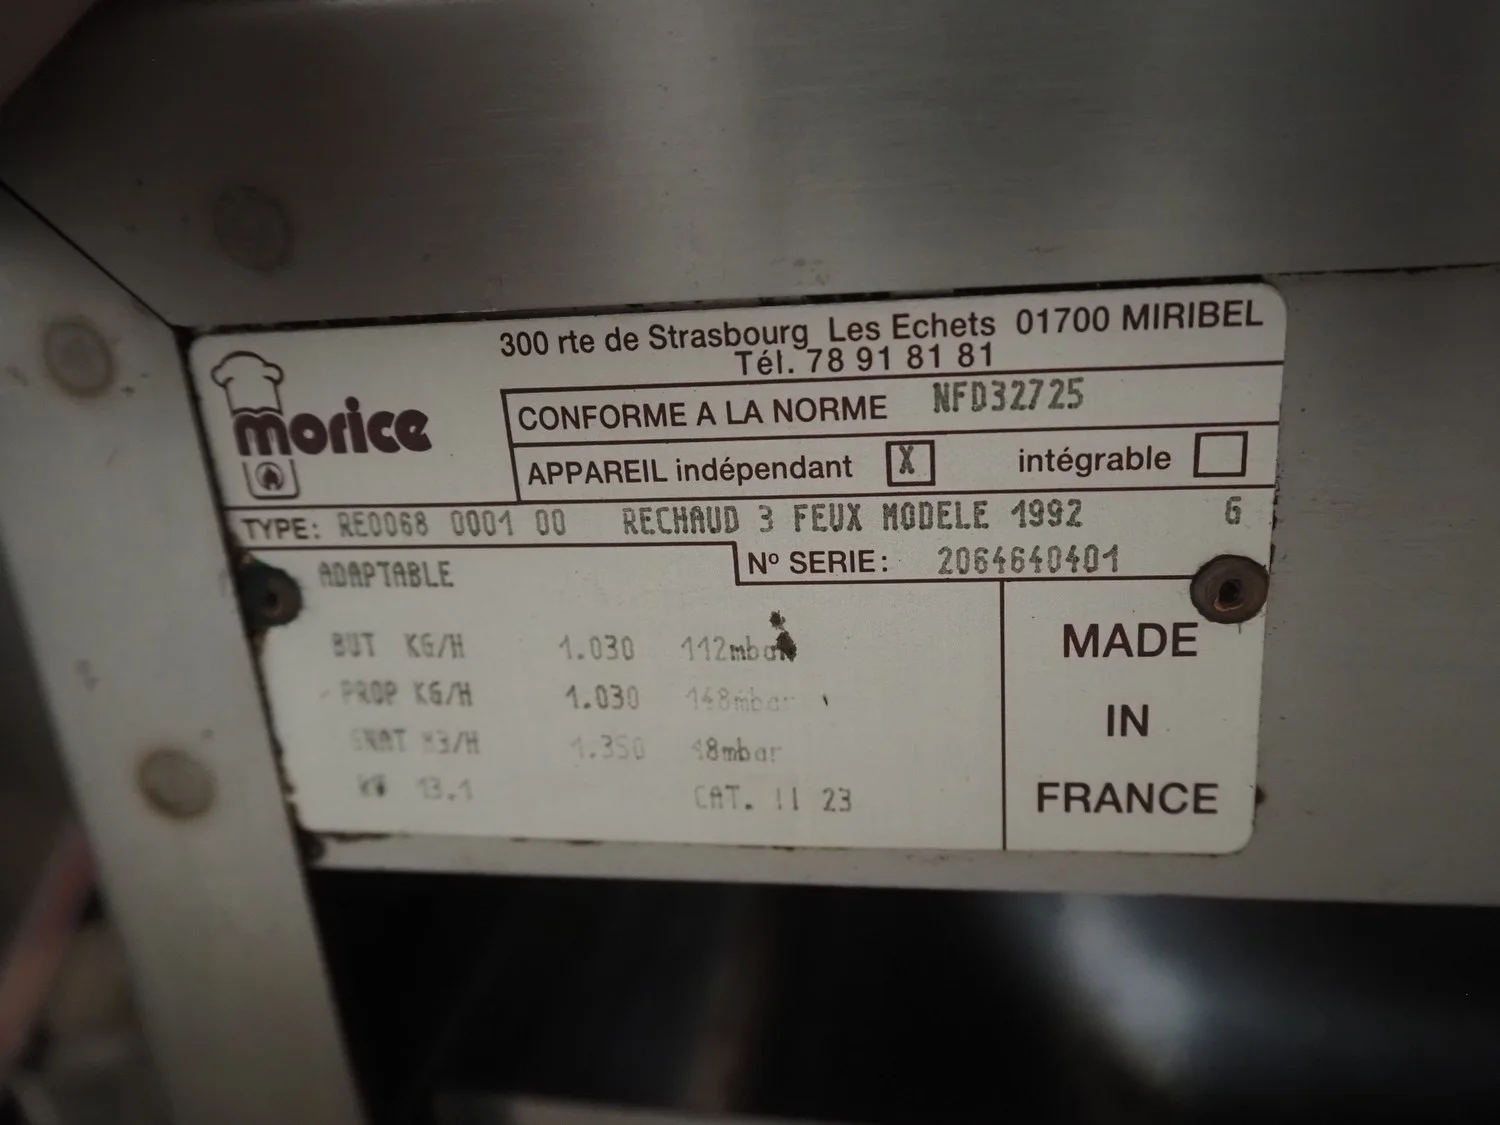 300 rte de Strasbourg Les Echets 01700 MIRIBEL
Tél. 78 91 81 81
morice
CONFORME A LA NORME NFD32725
APPAREIL indépendant X intégrable
TYPE: RE0068 0001 00 RECHAUD 3 FEUX MODELE 1992 G
N° SERIE: 2064640401
ADAPTABLE
BUT KG/H 1.030 112mbar
PROP KG/H 1.030 148mbar
GNAT M3/H 1.350 18mbar
KW 13.1 CAT. II 23
MADE
IN
FRANCE